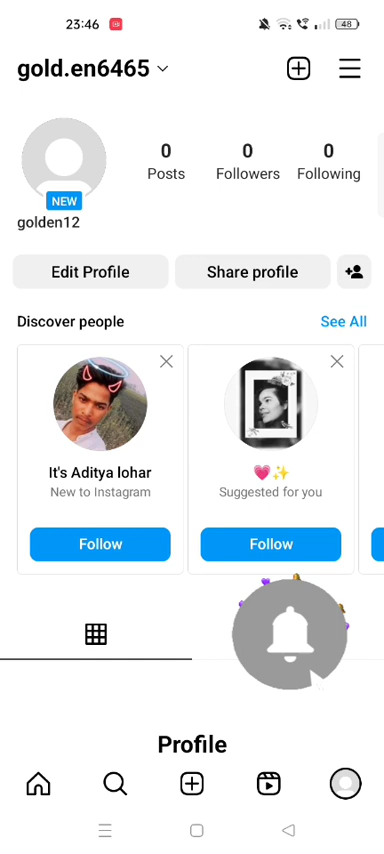 23:46
48
gold.en6465
0 0 0
Posts Followers Following
NEW
golden12
Edit Profile Share profile
Discover people See All
It's Aditya lohar 💗✨
New to Instagram Suggested for you
Follow Follow
Profile